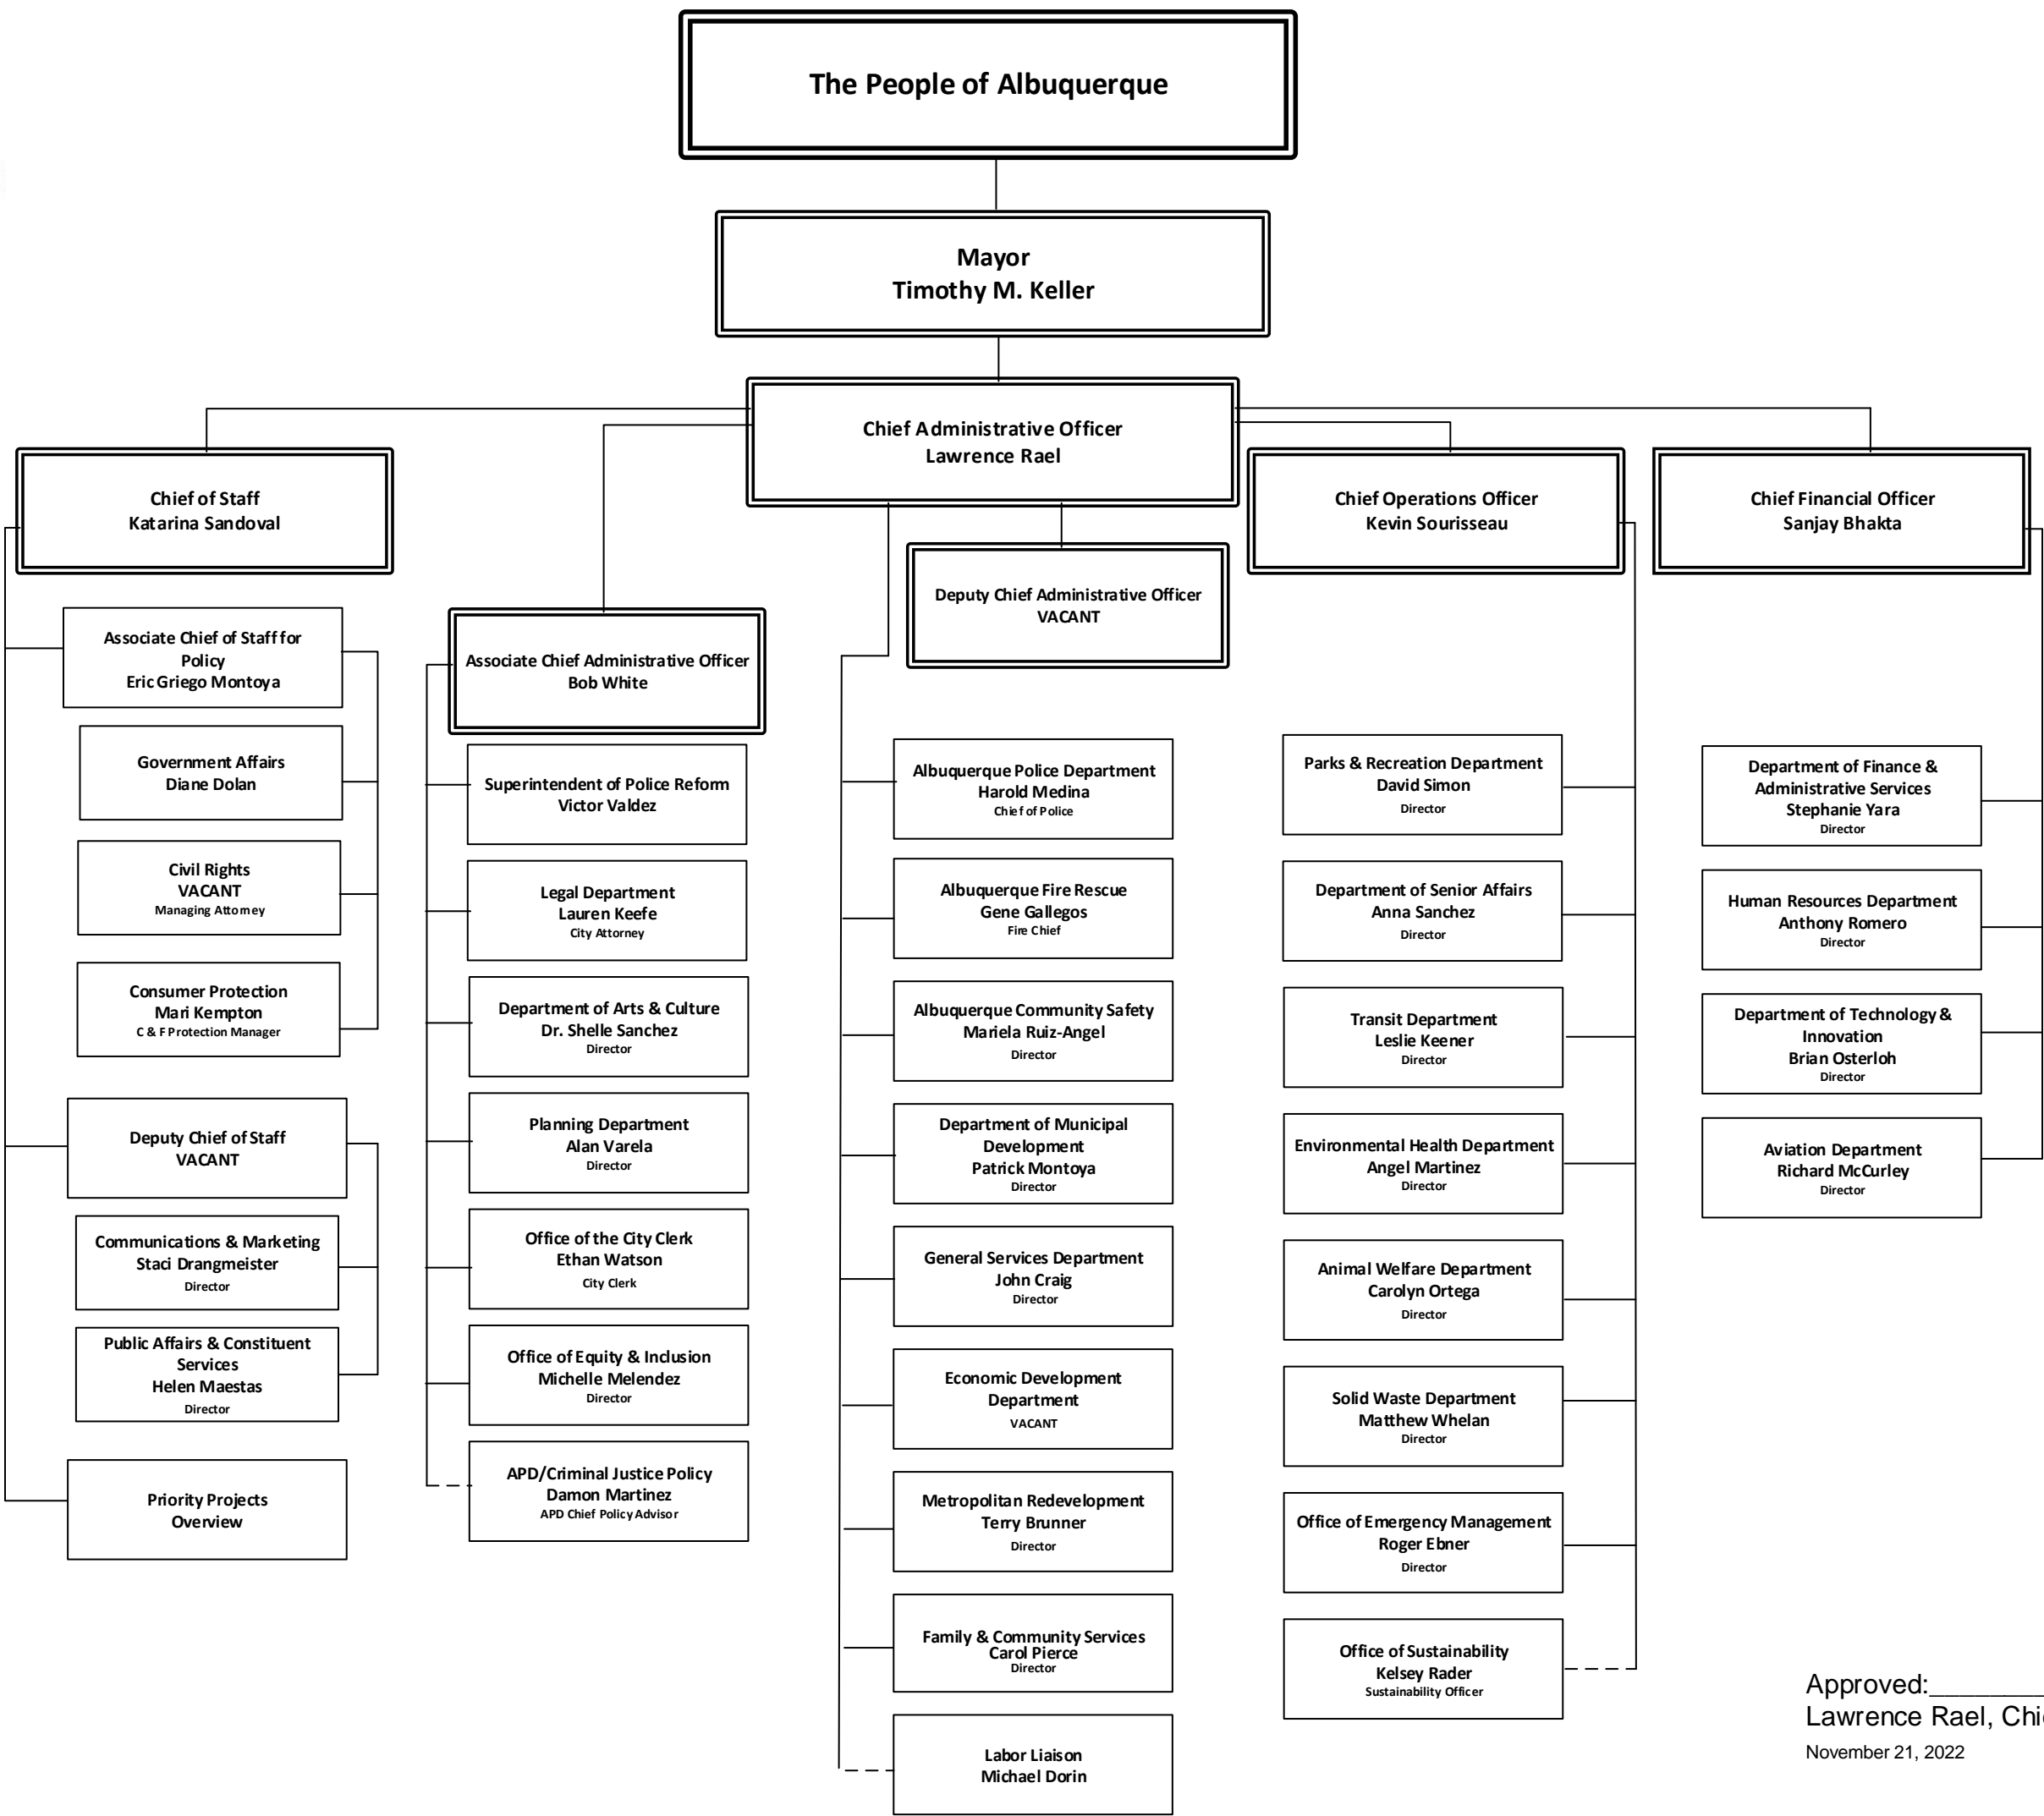 The People of Albuquerque
Mayor
Timothy M. Keller
Chief Administrative Officer
Lawrence Rael
Chief of Staff
Katarina Sandoval
Chief Operations Officer
Kevin Sourisseau
Chief Financial Officer
Sanjay Bhakta
Deputy Chief Administrative Officer
VACANT
Associate Chief Administrative Officer
Bob White
Associate Chief of Staff for
Policy
Eric Griego Montoya
Government Affairs
Diane Dolan
Civil Rights
VACANT
Managing Attorney
Consumer Protection
Mari Kempton
C & F Protection Manager
Deputy Chief of Staff
VACANT
Communications & Marketing
Staci Drangmeister
Director
Public Affairs & Constituent
Services
Helen Maestas
Director
Priority Projects
Overview
Superintendent of Police Reform
Victor Valdez
Legal Department
Lauren Keefe
City Attorney
Department of Arts & Culture
Dr. Shelle Sanchez
Director
Planning Department
Alan Varela
Director
Office of the City Clerk
Ethan Watson
City Clerk
Office of Equity & Inclusion
Michelle Melendez
Director
APD/Criminal Justice Policy
Damon Martinez
APD Chief Policy Advisor
Albuquerque Police Department
Harold Medina
Chief of Police
Albuquerque Fire Rescue
Gene Gallegos
Fire Chief
Albuquerque Community Safety
Mariela Ruiz-Angel
Director
Department of Municipal
Development
Patrick Montoya
Director
General Services Department
John Craig
Director
Economic Development
Department
VACANT
Metropolitan Redevelopment
Terry Brunner
Director
Family & Community Services
Carol Pierce
Director
Labor Liaison
Michael Dorin
Parks & Recreation Department
David Simon
Director
Department of Senior Affairs
Anna Sanchez
Director
Transit Department
Leslie Keener
Director
Environmental Health Department
Angel Martinez
Director
Animal Welfare Department
Carolyn Ortega
Director
Solid Waste Department
Matthew Whelan
Director
Office of Emergency Management
Roger Ebner
Director
Office of Sustainability
Kelsey Rader
Sustainability Officer
Department of Finance &
Administrative Services
Stephanie Yara
Director
Human Resources Department
Anthony Romero
Director
Department of Technology &
Innovation
Brian Osterloh
Director
Aviation Department
Richard McCurley
Director
Approved:________
Lawrence Rael,
November 21, 2022